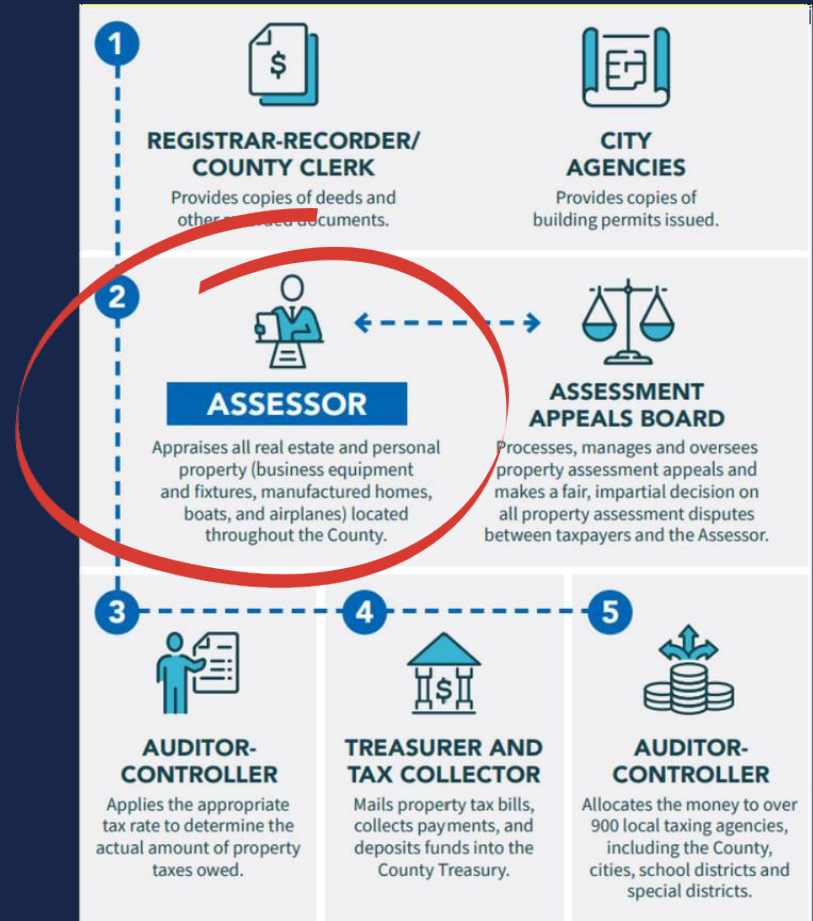 1
$
REGISTRAR-RECORDER/
COUNTY CLERK
Provides copies of deeds and
other recorded documents.
CITY
AGENCIES
Provides copies of
building permits issued.
2
ASSESSOR
Appraises all real estate and personal
property (business equipment
and fixtures, manufactured homes,
boats, and airplanes) located
throughout the County.
ASSESSMENT
APPEALS BOARD
Processes, manages and oversees
property assessment appeals and
makes a fair, impartial decision on
all property assessment disputes
between taxpayers and the Assessor.
3
AUDITOR-
CONTROLLER
Applies the appropriate
tax rate to determine the
actual amount of property
taxes owed.
4
$
TREASURER AND
TAX COLLECTOR
Mails property tax bills,
collects payments, and
deposits funds into the
County Treasury.
5
AUDITOR-
CONTROLLER
Allocates the money to over
900 local taxing agencies,
including the County,
cities, school districts and
special districts.